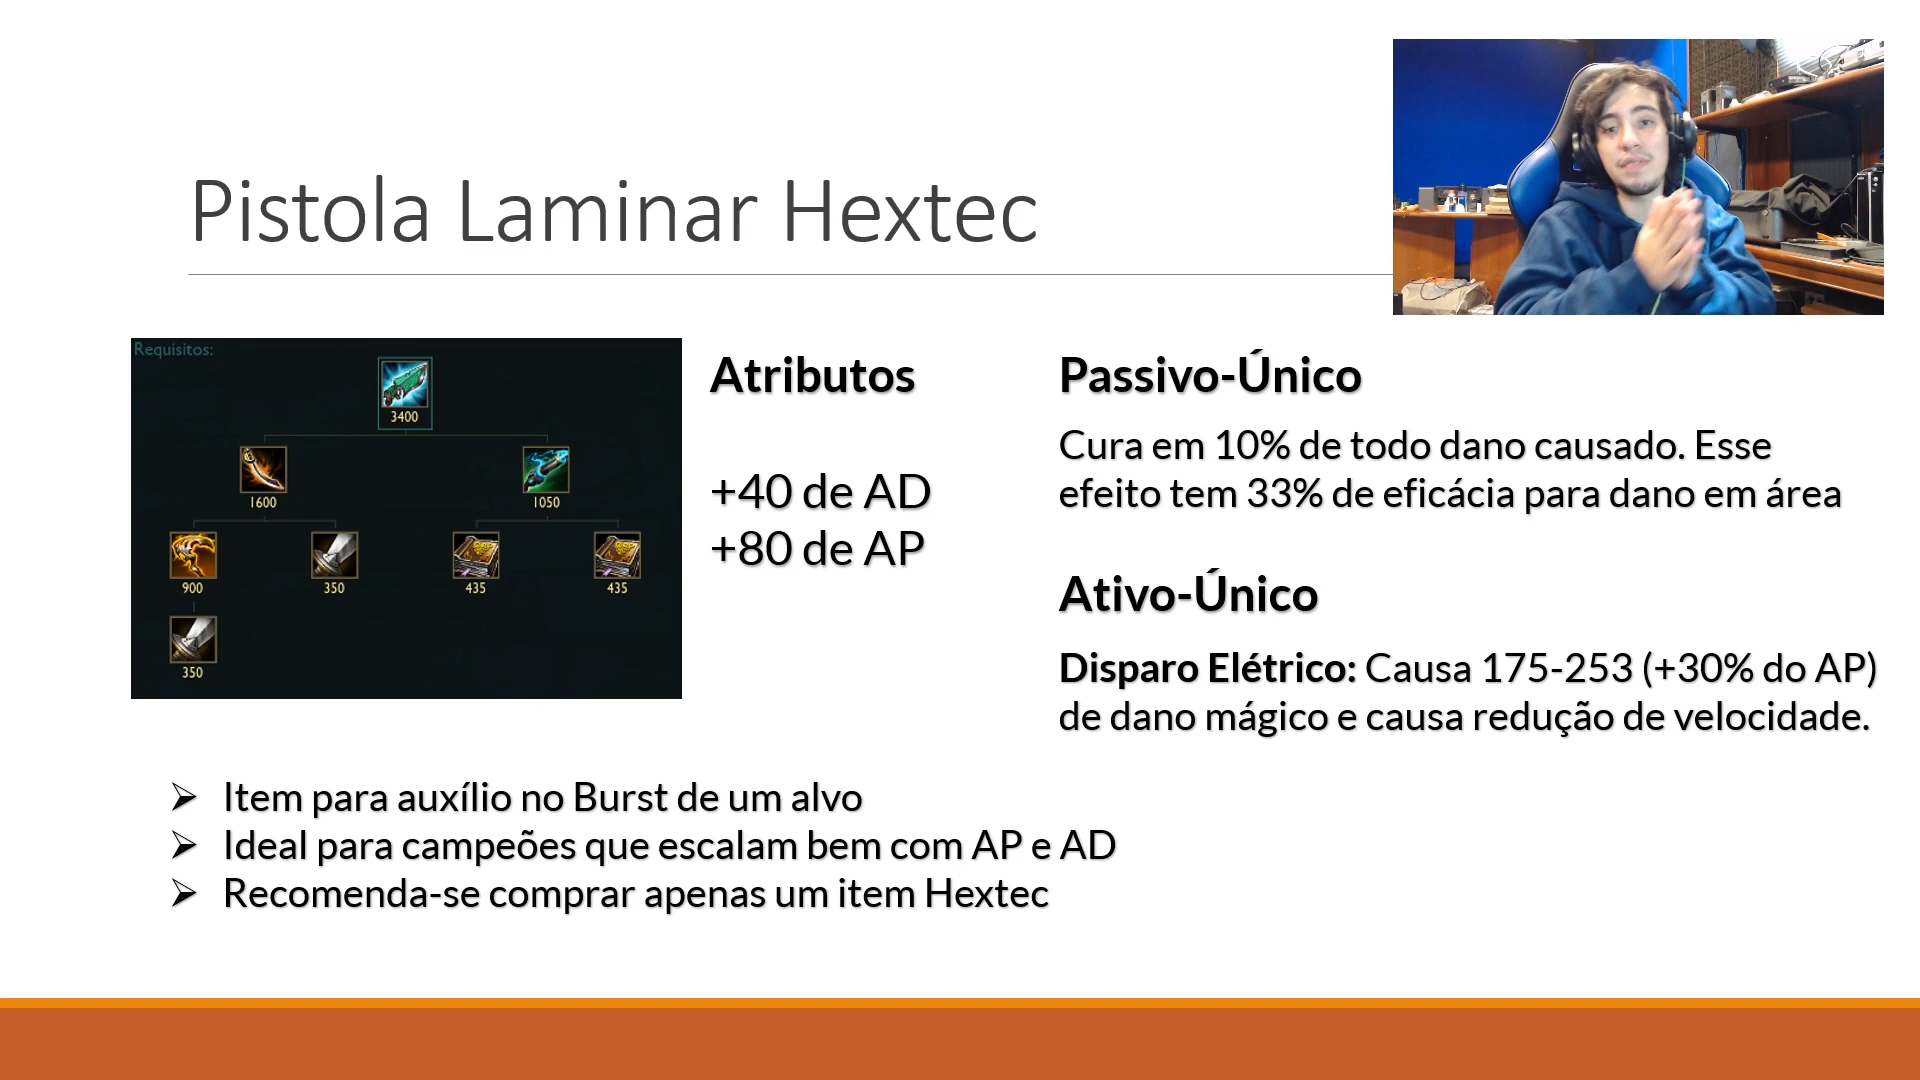 Pistola Laminar Hextec
Requisitos:
3400
1600
1050
900
350
435
435
350
Atributos
+40 de AD
+80 de AP
Passivo-Único
Cura em 10% de todo dano causado. Esse
efeito tem 33% de eficácia para dano em área
Ativo-Único
Disparo Elétrico: Causa 175-253 (+30% do AP)
de dano mágico e causa redução de velocidade.
Item para auxílio no Burst de um alvo
Ideal para campeões que escalam bem com AP e AD
Recomenda-se comprar apenas um item Hextec